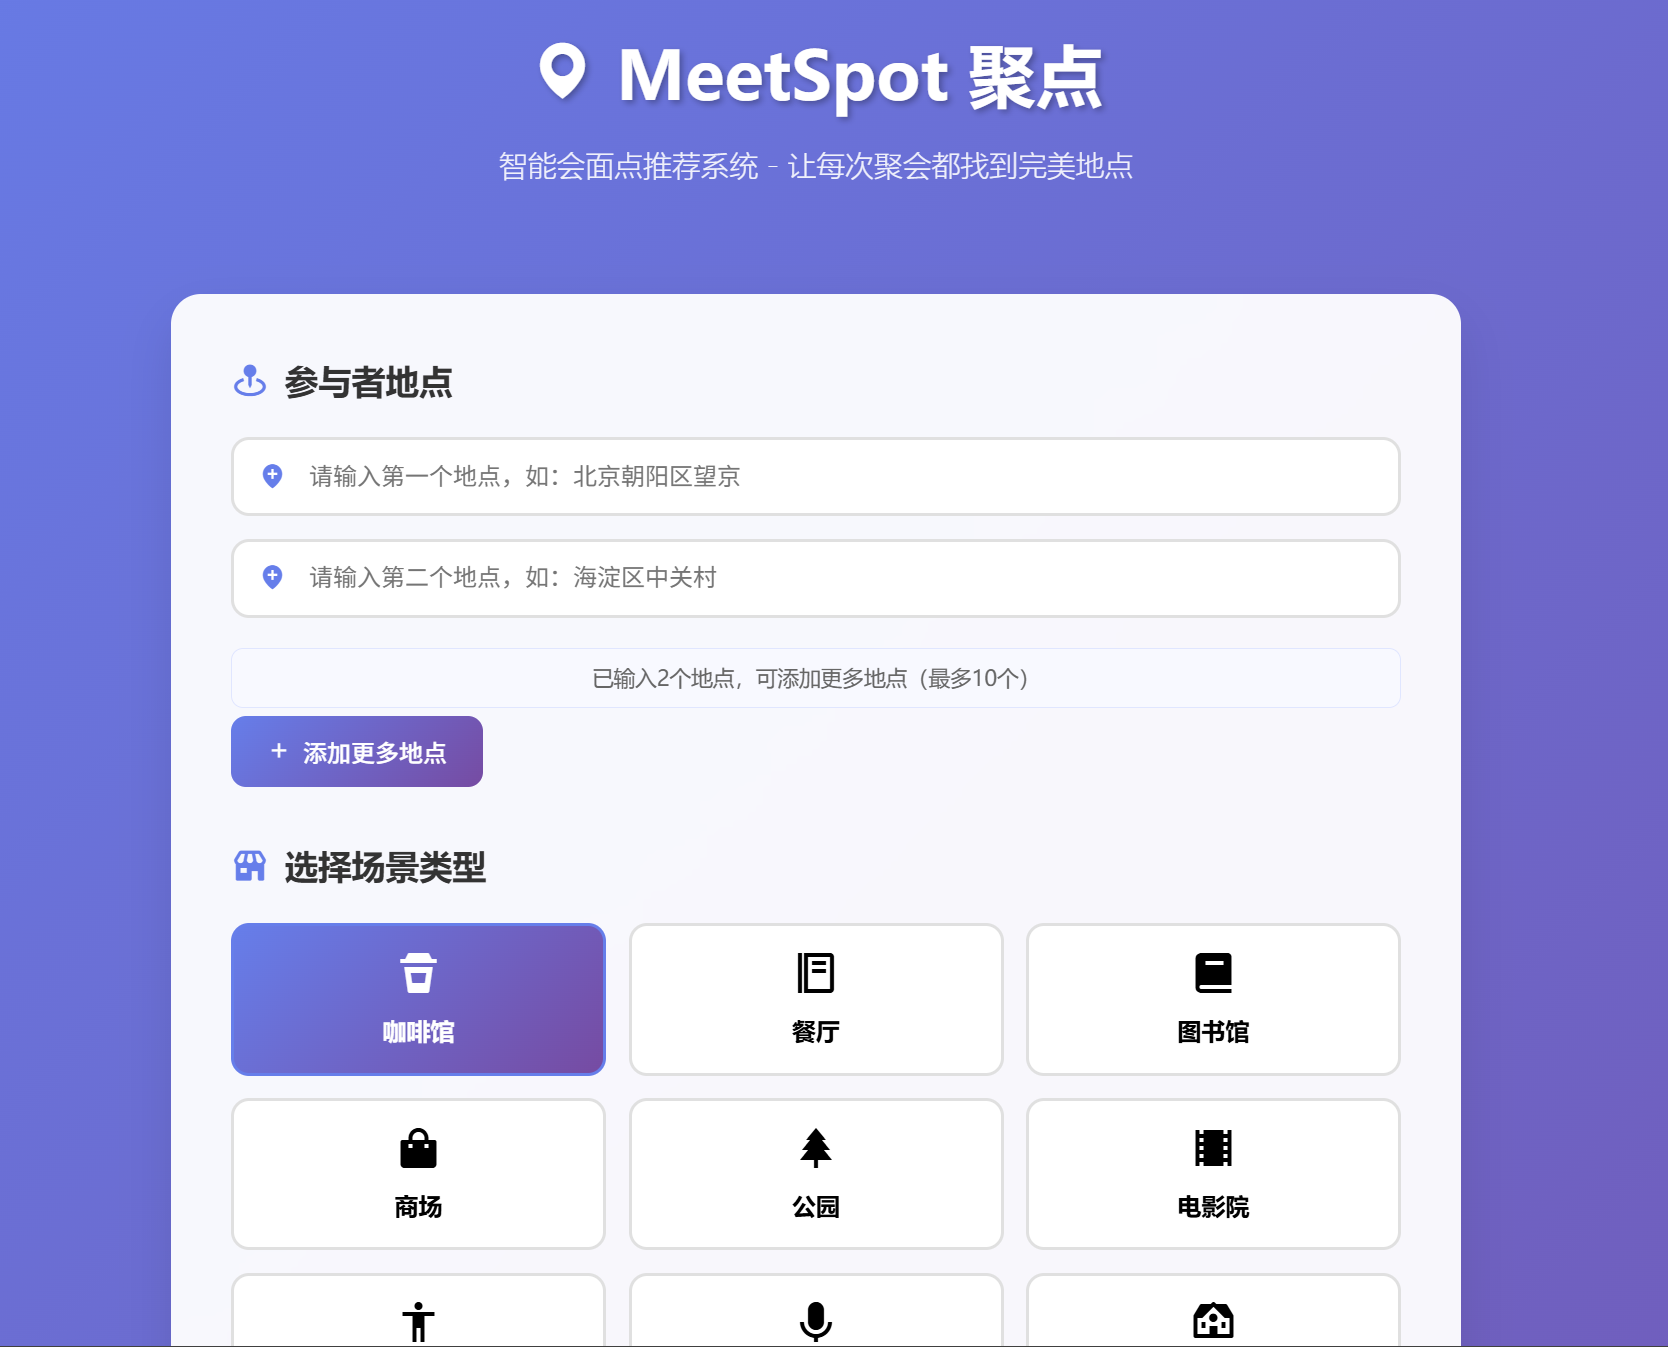 MeetSpot 聚点
智能会面点推荐系统 - 让每次聚会都找到完美地点
参与者地点
请输入第一个地点，如：北京朝阳区望京
请输入第二个地点，如：海淀区中关村
已输入2个地点，可添加更多地点（最多10个）
+ 添加更多地点
选择场景类型
咖啡馆
餐厅
图书馆
商场
公园
电影院